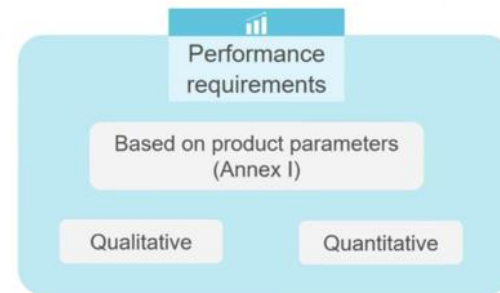 Performance
requirements
Based on product parameters
(Annex I)
Qualitative
Quantitative